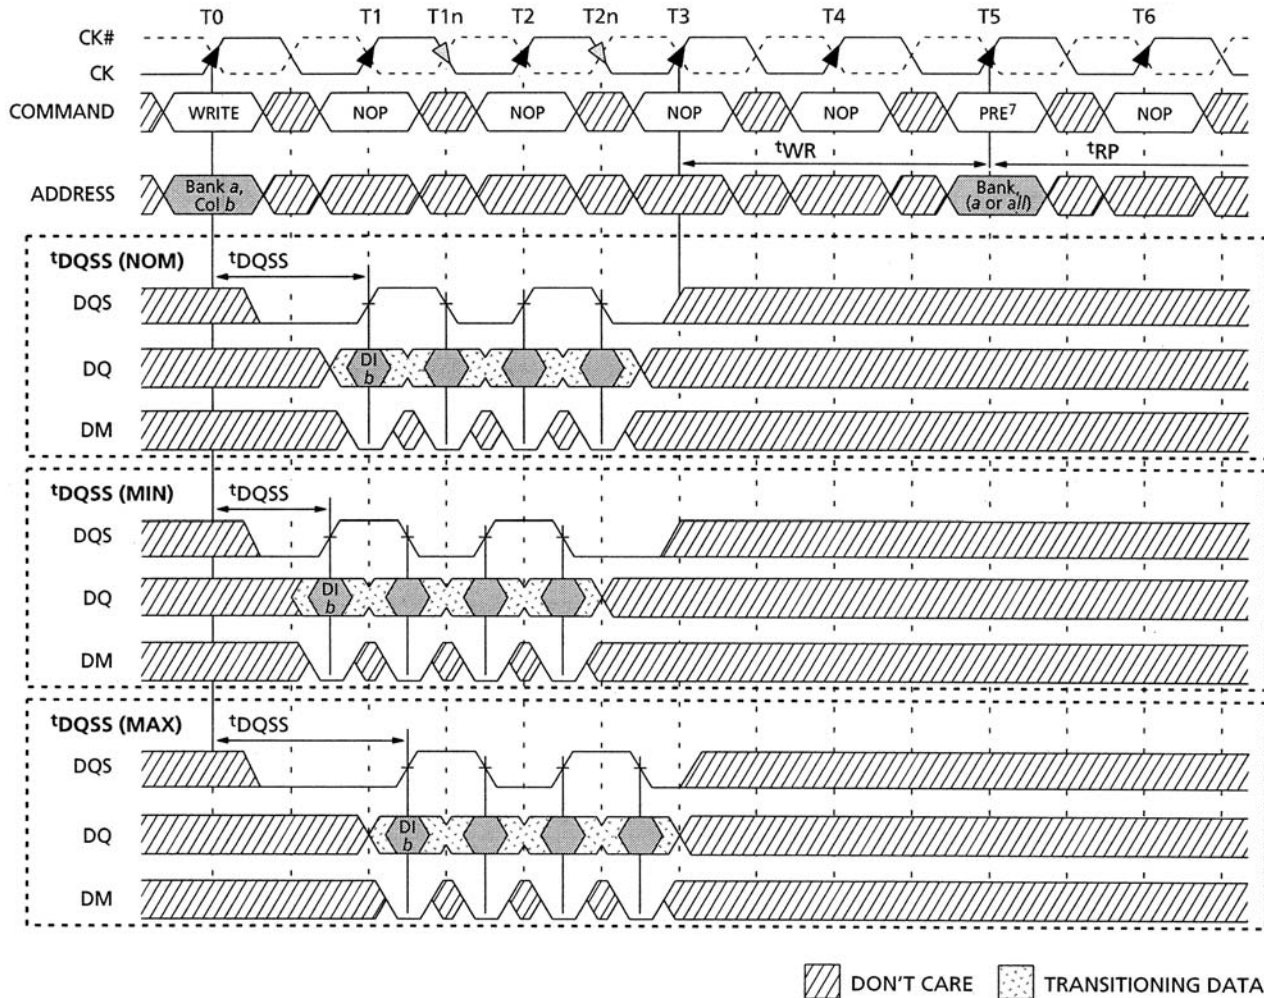 T0 T1 T1n T2 T2n T3 T4 T5 T6
CK#
CK
COMMAND WRITE NOP NOP NOP NOP PRE7 NOP
tWR tRP
ADDRESS Bank a, Col b Bank, (a or all)
tDQSS (NOM) tDQSS
DQS
DQ DI b
DM
tDQSS (MIN) tDQSS
DQS
DQ DI b
DM
tDQSS (MAX) tDQSS
DQS
DQ DI b
DM
DON'T CARE TRANSITIONING DATA